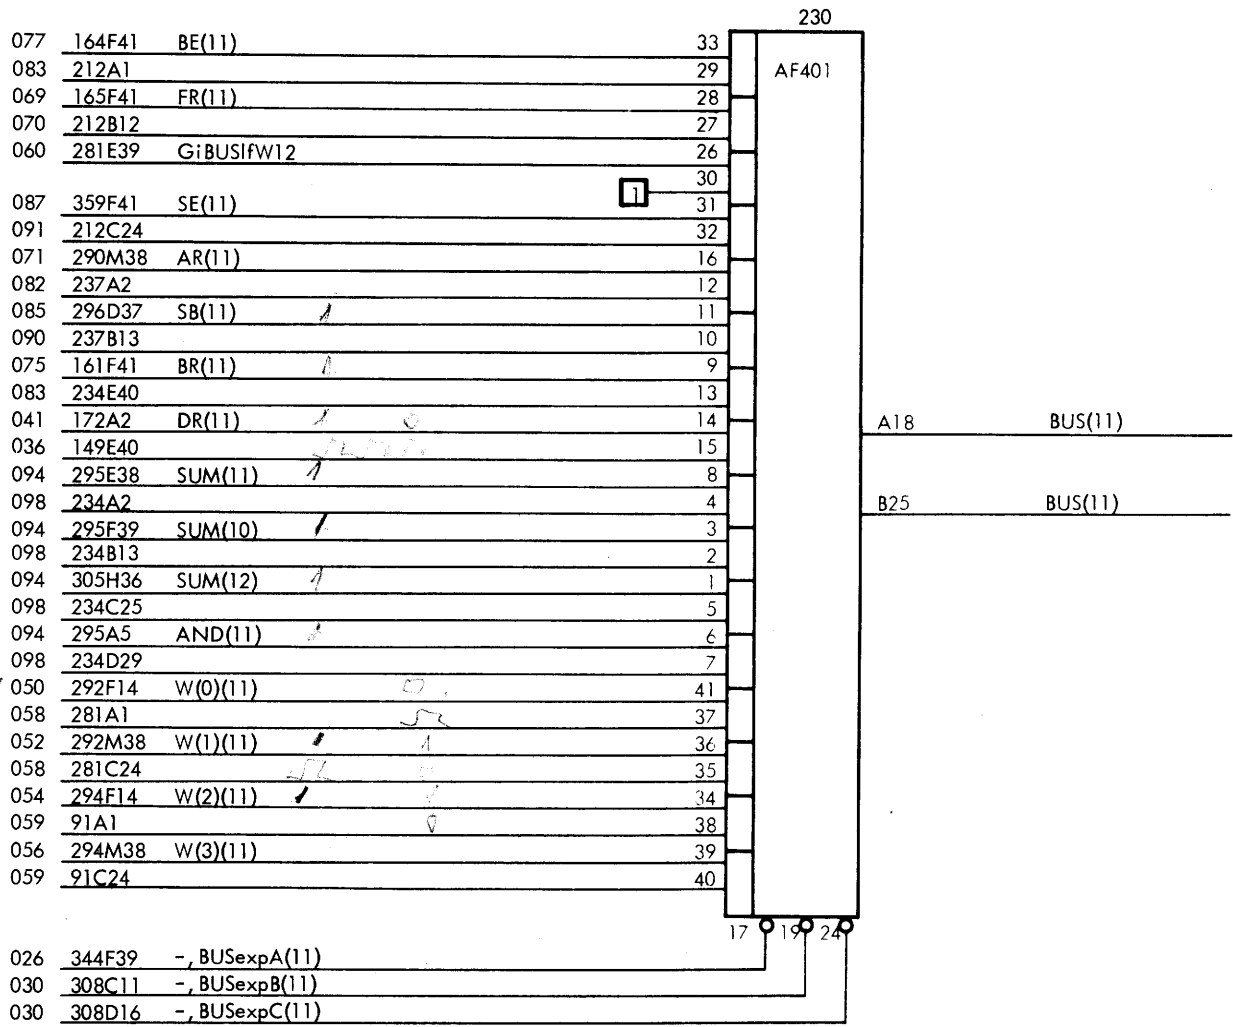 230
077 164F41 BE(11) 33
083 212A1 29 AF401
069 165F41 FR(11) 28
070 212B12 27
060 281E39 GiBUSIfW12 26
30
1
087 359F41 SE(11) 31
091 212C24 32
071 290M38 AR(11) 16
082 237A2 12
085 296D37 SB(11) 11
090 237B13 10
075 161F41 BR(11) 9
083 234E40 13
041 172A2 DR(11) 14 A18 BUS(11)
036 149E40 15
094 295E38 SUM(11) 8
098 234A2 4 B25 BUS(11)
094 295F39 SUM(10) 3
098 234B13 2
094 305H36 SUM(12) 1
098 234C25 5
094 295A5 AND(11) 6
098 234D29 7
050 292F14 W(0)(11) 41
058 281A1 37
052 292M38 W(1)(11) 36
058 281C24 35
054 294F14 W(2)(11) 34
059 91A1 38
056 294M38 W(3)(11) 39
059 91C24 40
17 19 24
026 344F39 -, BUSexpA(11)
030 308C11 -, BUSexpB(11)
030 308D16 -, BUSexpC(11)